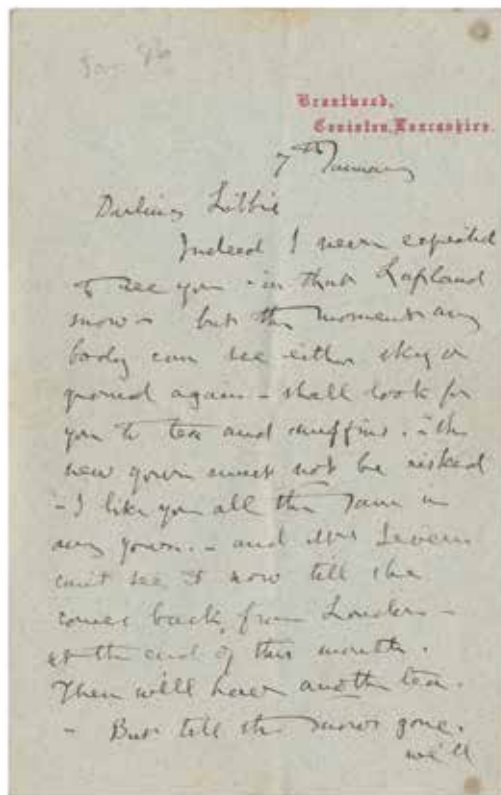 Jan 86
Brantwood,
Coniston, Lancashire.
7th January
Darling
Indeed I never expected
to see you - in that Lapland
snow - but the moment any
body can see either sky or
ground again - shall look for
you to tea and muffins. - the
new gown must not be risked
- I like you all the same in
any gown. - and Mrs Severn
can't see it now till she
comes back from London -
at the end of this month.
Then we'll have another tea.
- But till the snow's gone.
we'll